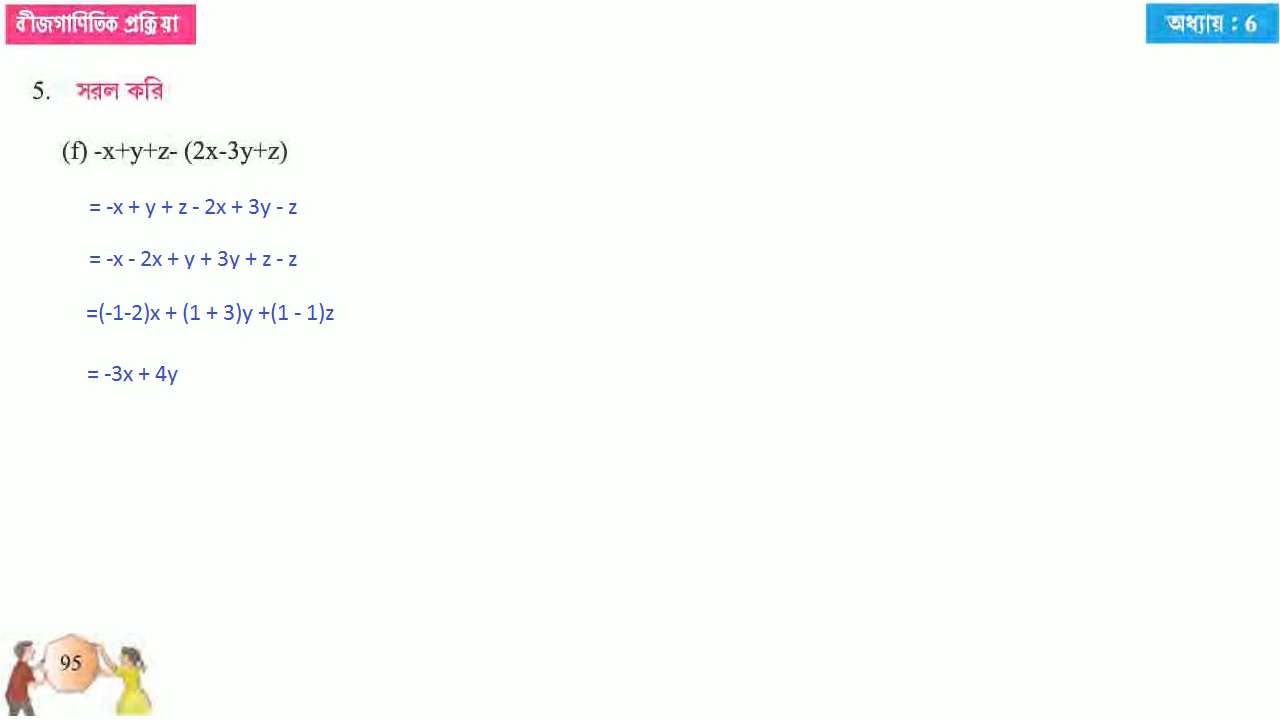 বীজগাণিতিক প্রক্রিয়া
অধ্যায় : 6
5. সরল করি
(f) -x+y+z- (2x-3y+z)
= -x + y + z - 2x + 3y - z
= -x - 2x + y + 3y + z - z
=(-1-2)x + (1 + 3)y +(1 - 1)z
= -3x + 4y
95